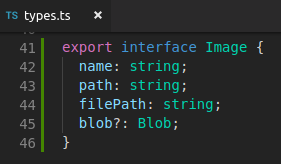 TS types.ts ×
41 export interface Image {
42 name: string;
43 path: string;
44 filePath: string;
45 blob?: Blob;
46 }